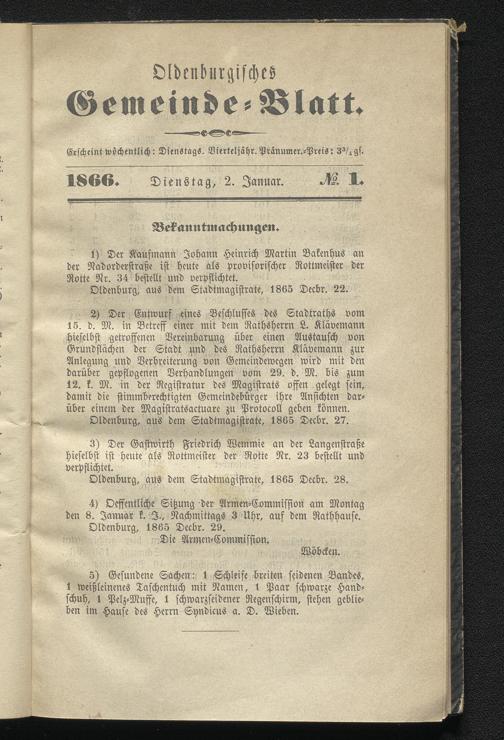 Oldenburgisches
Gemeinde-Blatt.
Erscheint wöchentlich: Dienstags. Vierteljähr. Pränumer.-Preis: 3¾ gs.
1866. Dienstag, 2. Januar. № 1.
Bekanntmachungen.
1) Der Kaufmann Johann Heinrich Martin Bakenhus an
der Nadorderstraße ist heute als provisorischer Rottmeister der
Rotte Nr. 34 bestellt und verpflichtet.
Oldenburg, aus dem Stadtmagistrate, 1865 Decbr. 22.
2) Der Entwurf eines Beschlusses des Stadtraths vom
15. d. M. in Betreff einer mit dem Rathsherrn L. Klävemann
hieselbst getroffenen Vereinbarung über einen Austausch von
Grundflächen der Stadt und des Rathsherrn Klävemann zur
Anlegung und Verbreiterung von Gemeindewegen wird mit den
darüber gepflogenen Verhandlungen vom 29. d. M. bis zum
12. k. M. in der Registratur des Magistrats offen gelegt sein,
damit die stimmberechtigten Gemeindebürger ihre Ansichten dar-
über einem der Magistratsactuare zu Protocoll geben können.
Oldenburg, aus dem Stadtmagistrate, 1865 Decbr. 27.
3) Der Gastwirth Friedrich Wemmie an der Langenstraße
hieselbst ist heute als Rottmeister der Rotte Nr. 23 bestellt und
verpflichtet.
Oldenburg, aus dem Stadtmagistrate, 1865 Decbr. 28.
4) Oeffentliche Sitzung der Armen-Commission am Montag
den 8. Januar k. J., Nachmittags 3 Uhr, auf dem Rathhause.
Oldenburg, 1865 Decbr. 29.
Die Armen-Commission.
Wöbcken.
5) Gefundene Sachen: 1 Schleife breiten seidenen Bandes,
1 weißleinenes Taschentuch mit Namen, 1 Paar schwarze Hand-
schuh, 1 Pelz-Muffe, 1 schwarzseidener Regenschirm, stehen geblie-
ben im Hause des Herrn Syndicus a. D. Wieben.